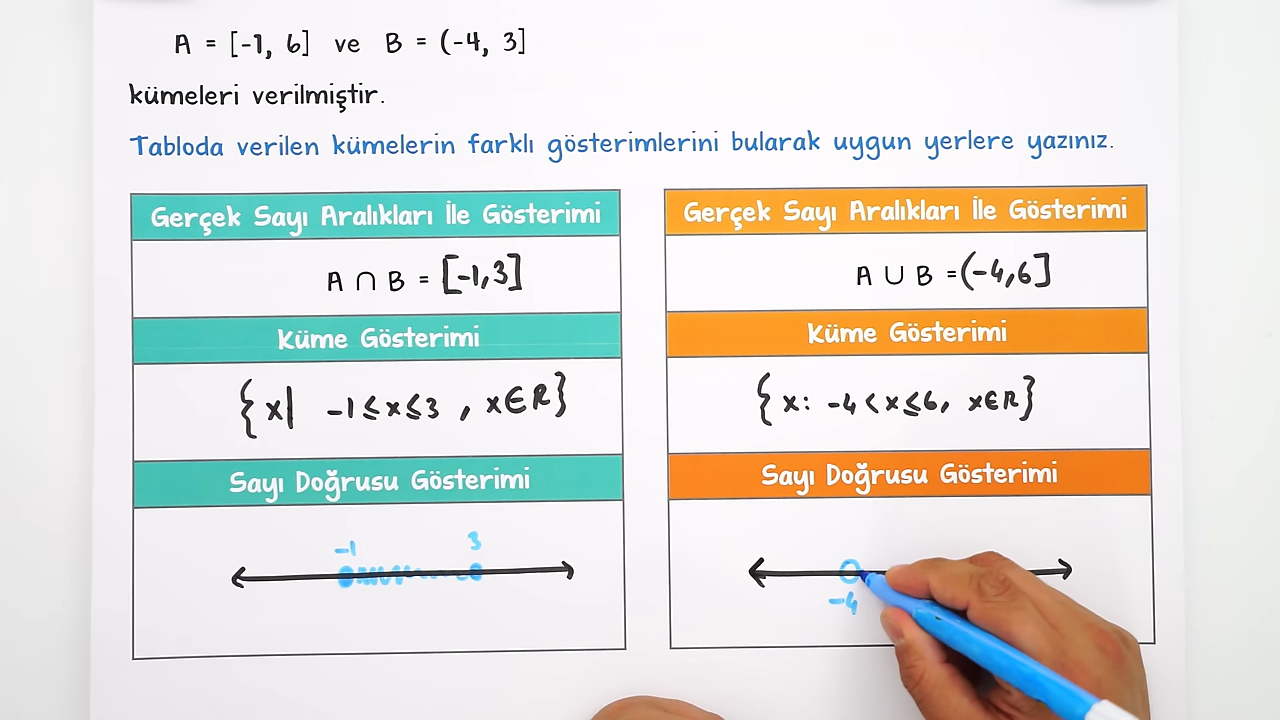 A = [-1, 6] ve B = (-4, 3]
kümeleri verilmiştir.
Tabloda verilen kümelerin farklı gösterimlerini bularak uygun yerlere yazınız.
Gerçek Sayı Aralıkları İle Gösterimi
A ∩ B = [-1,3]
Küme Gösterimi
{x| -1≤x≤3 , x∈R}
Sayı Doğrusu Gösterimi
-1 3
Gerçek Sayı Aralıkları İle Gösterimi
A ∪ B =(-4,6]
Küme Gösterimi
{x: -4<x≤6, x∈R}
Sayı Doğrusu Gösterimi
-4